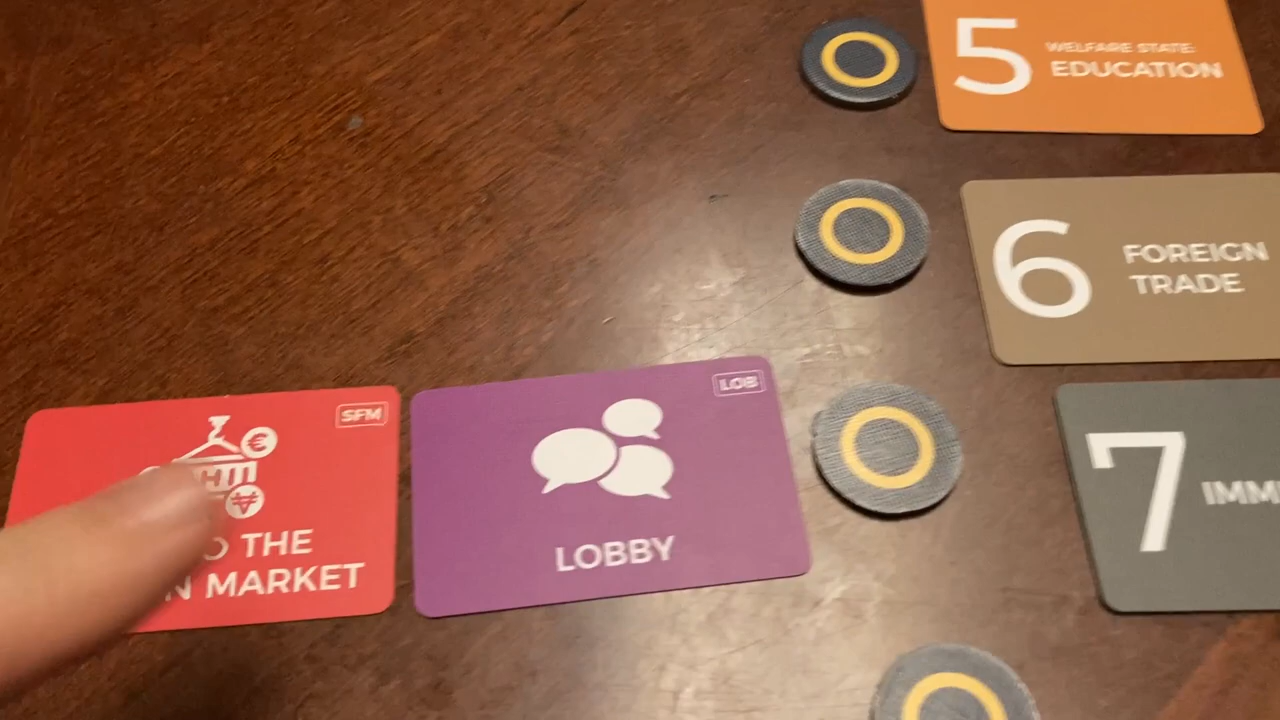 5
WELFARE STATE:
EDUCATION
6
FOREIGN
TRADE
7
SFM
€
THE
MARKET
LOB
LOBBY